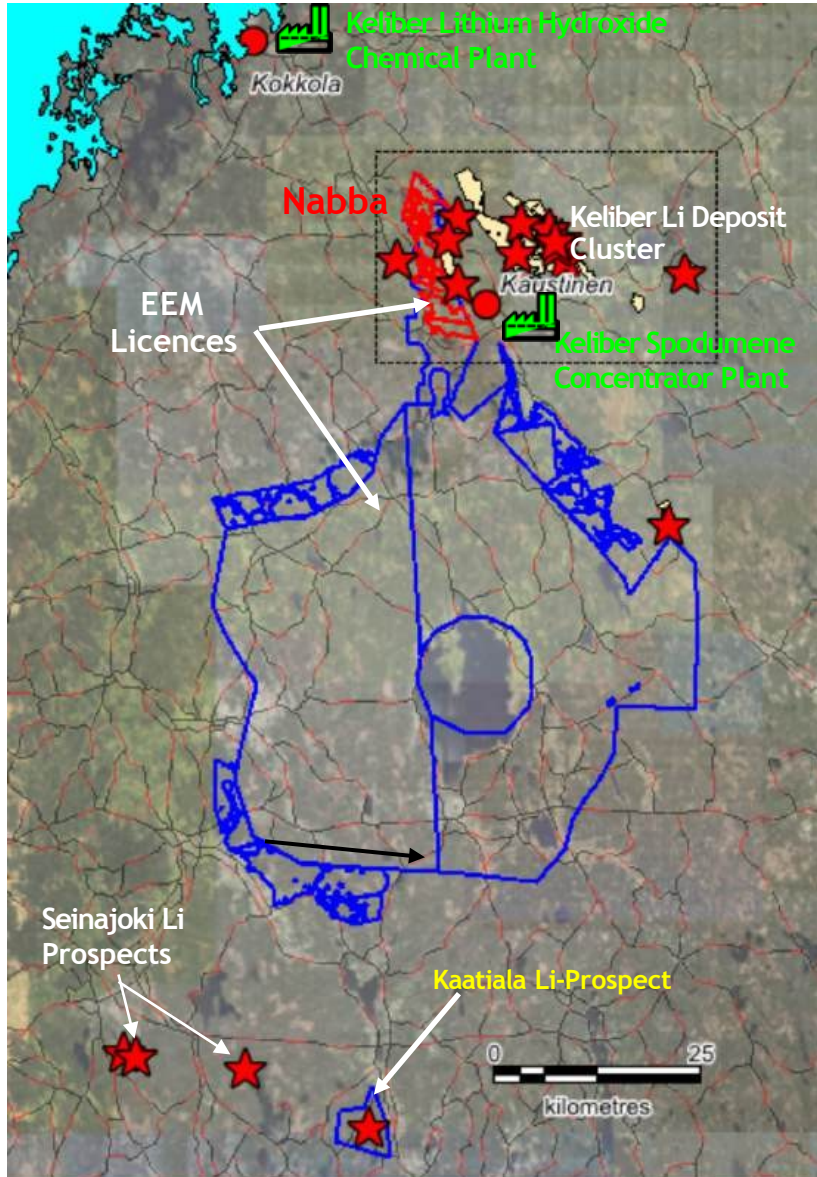 Keliber Lithium Hydroxide
Chemical Plant
Kokkola
Nabba
Keliber Li Deposit
Cluster
Kaustinen
EEM
Licences
Keliber Spodumene
Concentrator Plant
Seinajoki Li
Prospects
Kaatiala Li-Prospect
0 25
kilometres